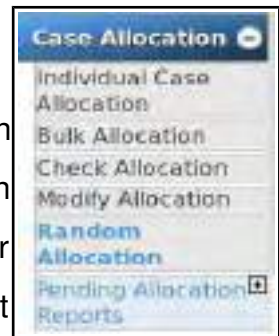 Case Allocation
Individual Case
Allocation
Bulk Allocation
Check Allocation
Modify Allocation
Random
Allocation
Pending Allocation
Reports